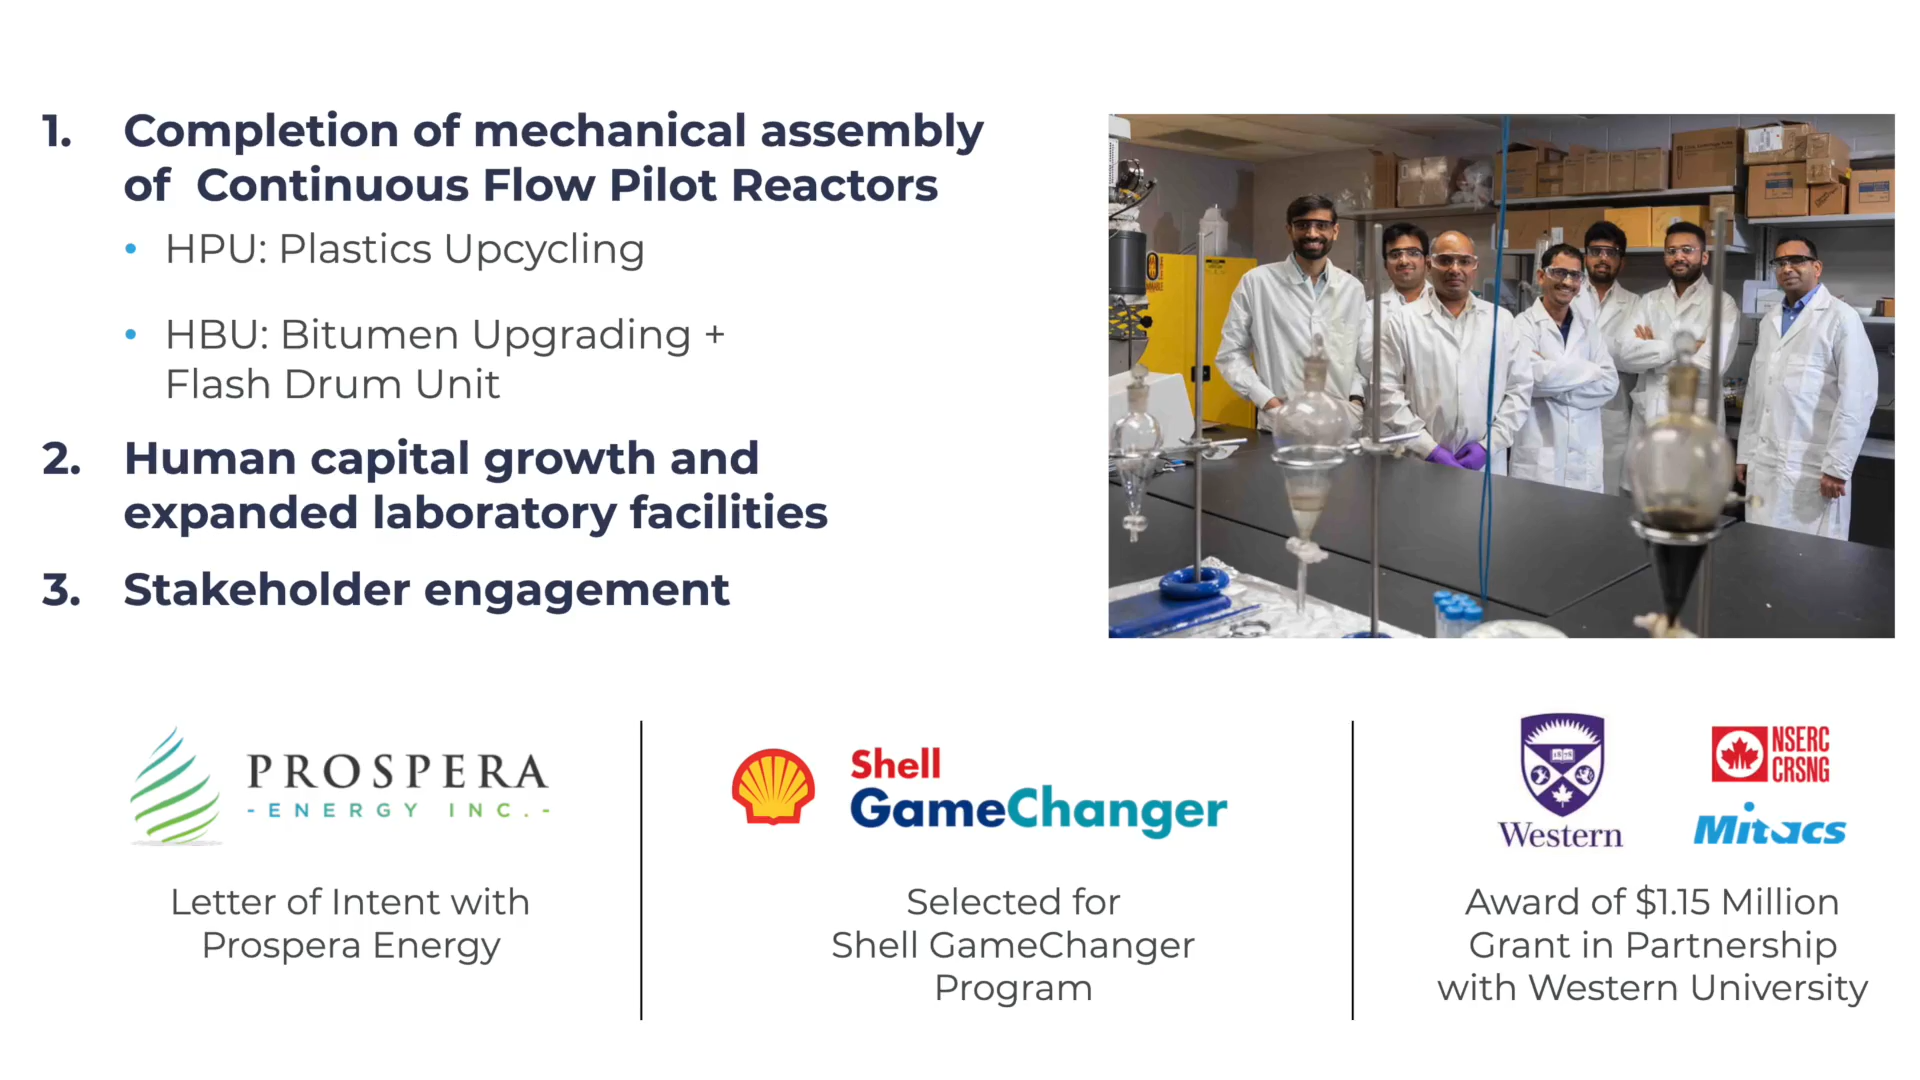 1. Completion of mechanical assembly
of Continuous Flow Pilot Reactors
• HPU: Plastics Upcycling
• HBU: Bitumen Upgrading +
Flash Drum Unit
2. Human capital growth and
expanded laboratory facilities
3. Stakeholder engagement
PROSPERA
-ENERGY INC.-
Letter of Intent with
Prospera Energy
Shell
GameChanger
Selected for
Shell GameChanger
Program
Western
NSERC
CRSNG
Mitacs
Award of $1.15 Million
Grant in Partnership
with Western University